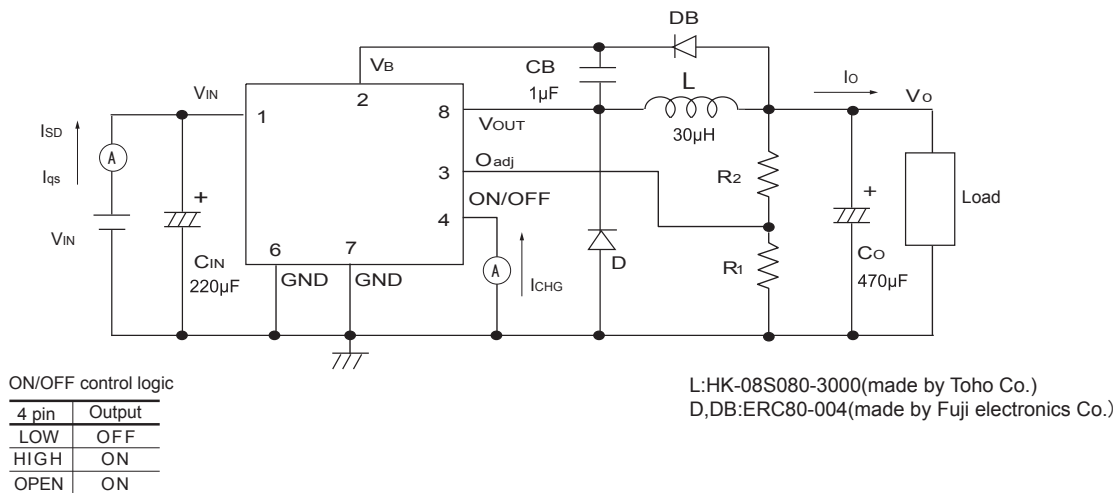 DB
VB
CB
1µF
L
30µH
VIN
1
2
8
VOUT
IO
VO
ISD
A
Iqs
Oadj
3
ON/OFF
4
R2
+
Load
VIN
+
CIN
220µF
6
GND
7
GND
A
ICHG
D
R1
CO
470µF
ON/OFF control logic
4 pin Output
LOW OFF
HIGH ON
OPEN ON
L:HK-08S080-3000(made by Toho Co.)
D,DB:ERC80-004(made by Fuji electronics Co.)